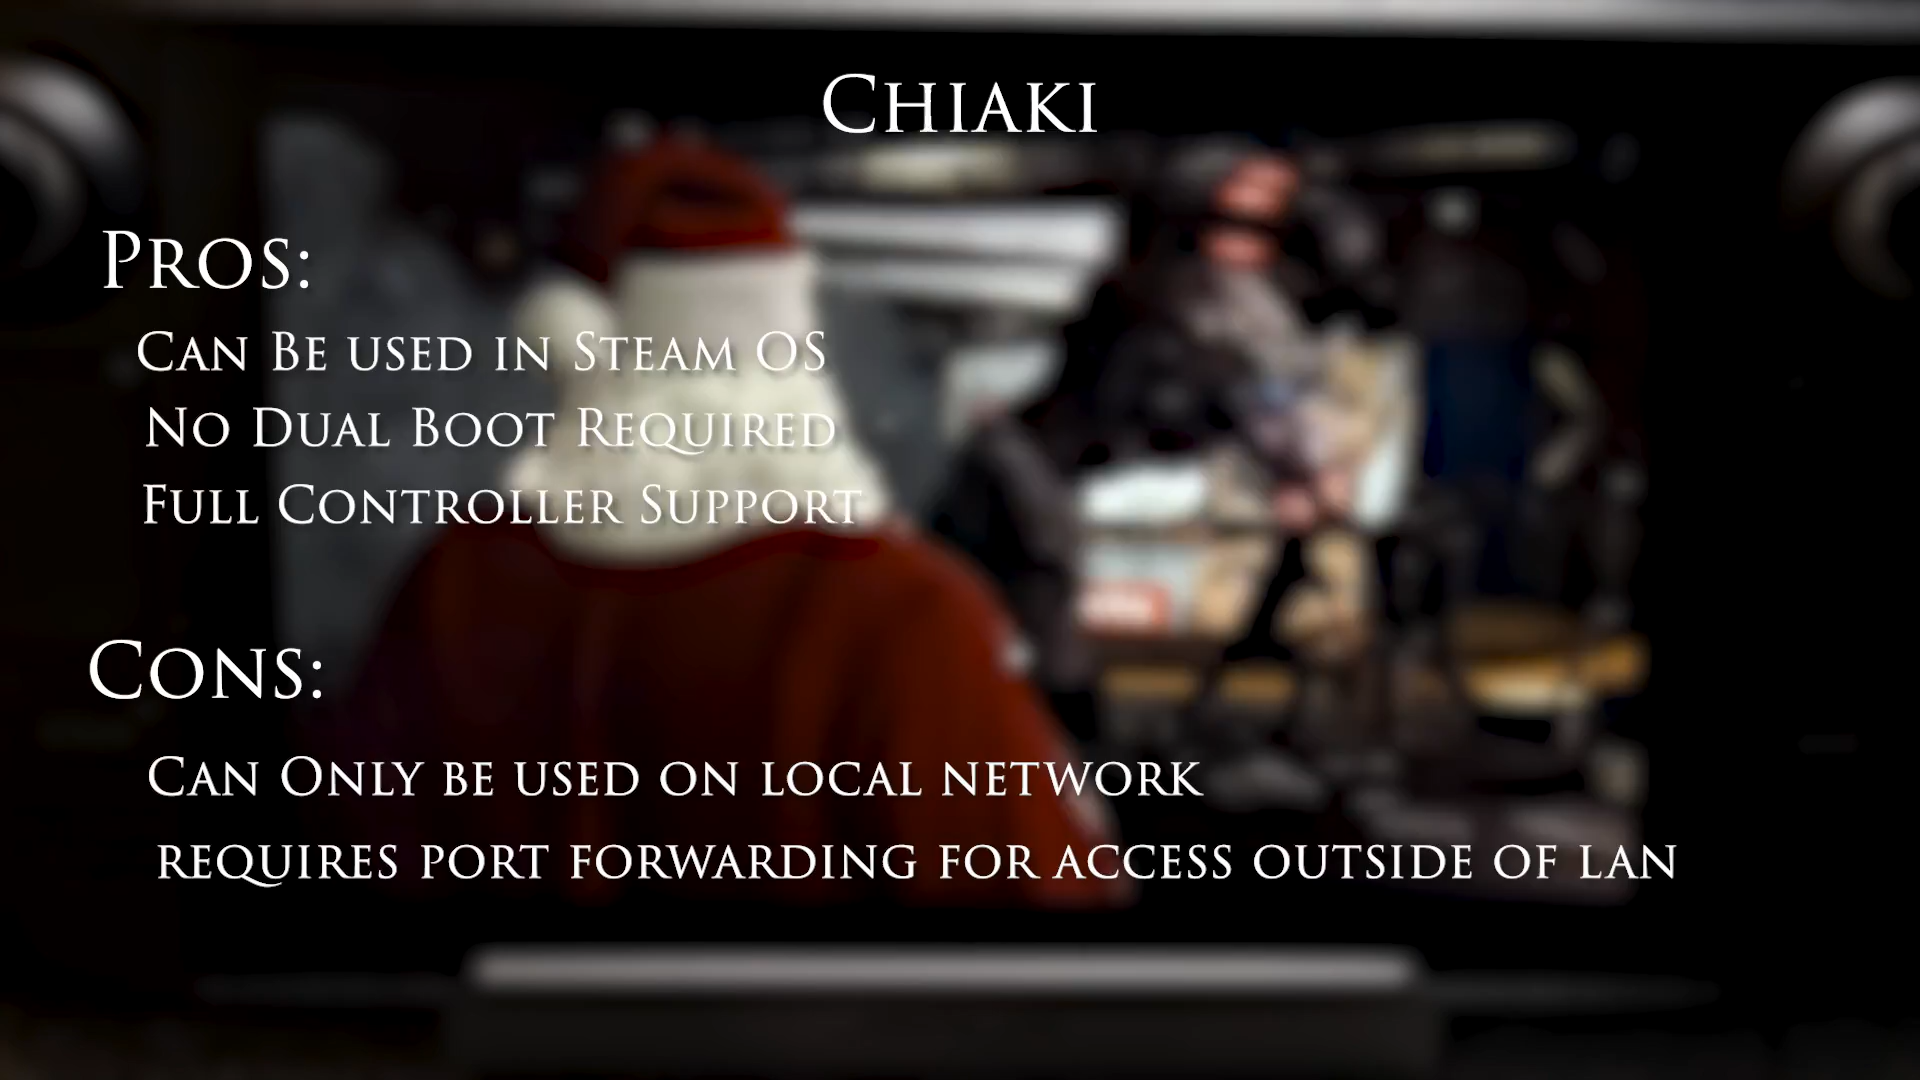 Chiaki
Pros:
Can Be used in Steam OS
No Dual Boot Required
Full Controller Support
Cons:
Can Only be used on local network
requires port forwarding for access outside of lan